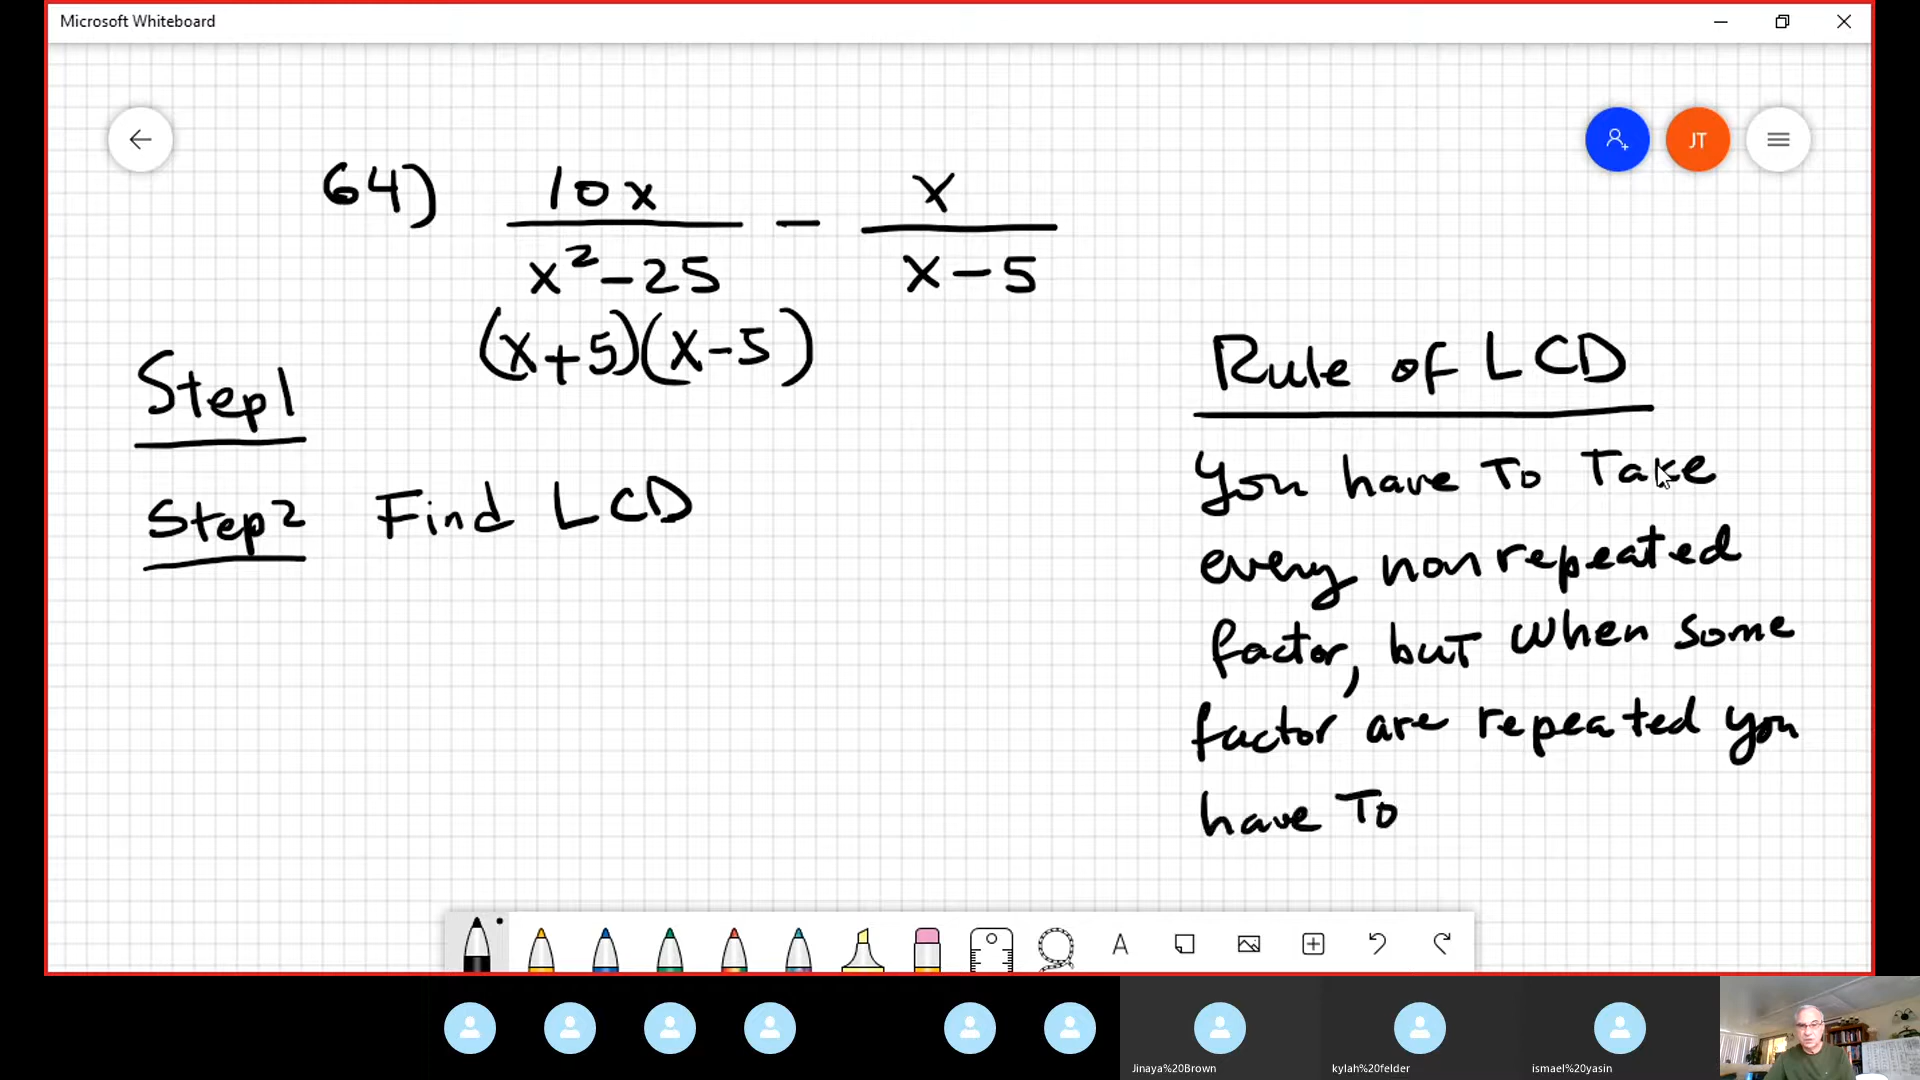 Microsoft Whiteboard
JT
64) 10x / x²-25 - x / x-5
(x+5)(x-5)
Step1
Step2 Find LCD
Rule of LCD
You have To Take
every nonrepeated
factor, but when some
factor are repeated you
have To
A
Jinaya%20Brown
kylah%20felder
ismael%20yasin